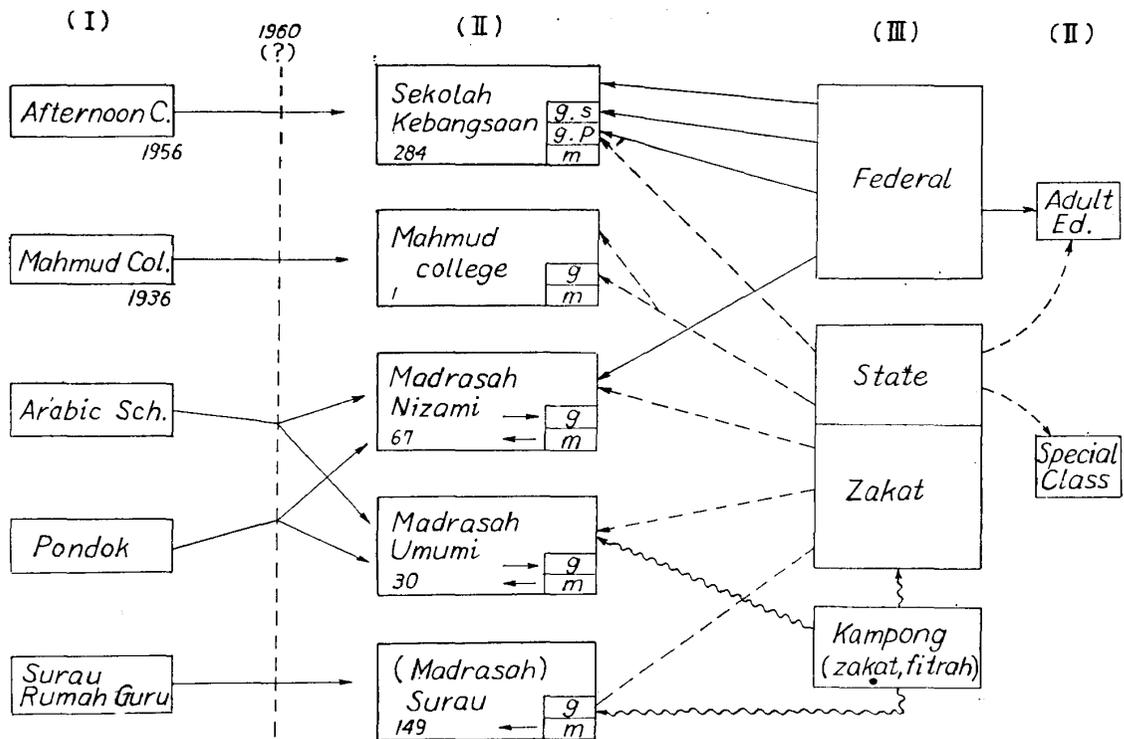 (I)
1960
(?)
(II)
(III)
(II)
Afternoon C.
1956
Mahmud Col.
1936
Arabic Sch.
Pondok
Surau
Rumah Guru
Sekolah
Kebangsaan
g.s
g.P
m
284
Mahmud
college
g
m
1
Madrasah
Nizami
g
m
67
Madrasah
Umumi
g
m
30
(Madrasah)
Surau
g
m
149
Federal
State
Zakat
Kampong
(zakat, fitrah)
Adult
Ed.
Special
Class